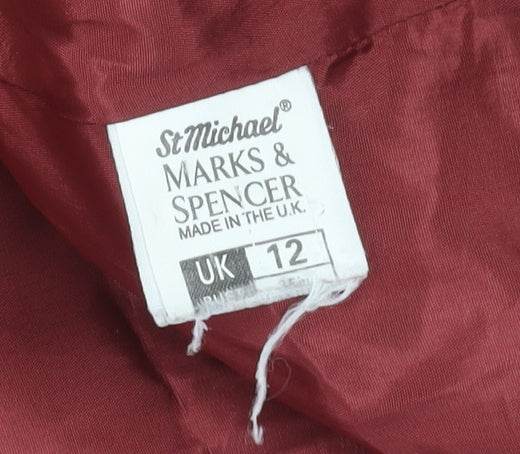 St Michael®
MARKS &
SPENCER
MADE IN THE U.K.
UK 12